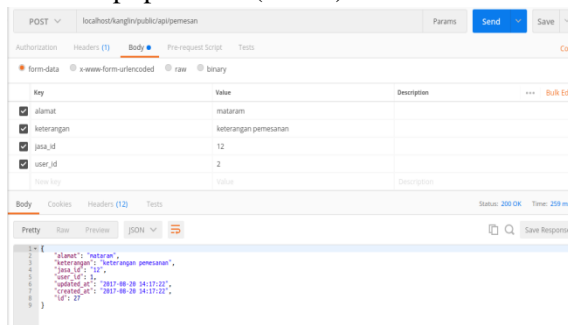 POST localhost/kanglin/public/api/pemesan Params Send Save
Authorization Headers (1) Body Pre-request Script Tests
form-data x-www-form-urlencoded raw binary
Key Value Description Bulk Ed
alamat mataram
keterangan keterangan pemesanan
jasa_id 12
user_id 2
New key Value Description
Body Cookies Headers (12) Tests Status: 200 OK Time: 259 m
Pretty Raw Preview JSON Save Response
1 {
2 "alamat": "mataram",
3 "keterangan": "keterangan pemesanan",
4 "jasa_id": "12",
5 "user_id": 1,
6 "updated_at": "2017-08-20 14:17:22",
7 "created_at": "2017-08-20 14:17:22",
8 "id": 27
9 }